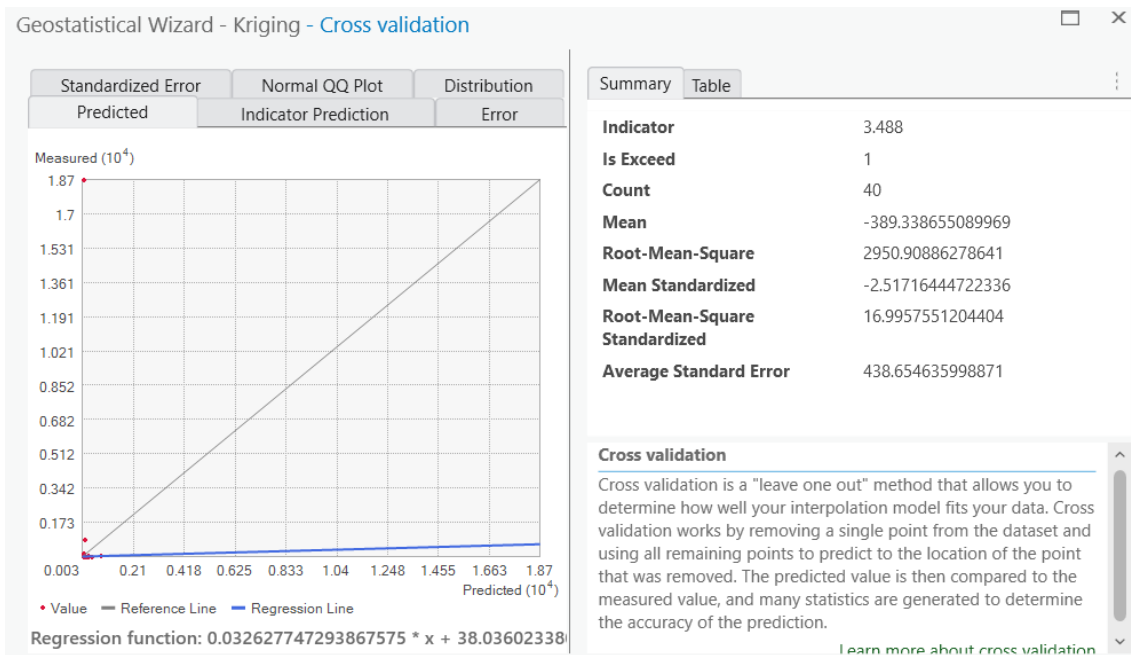 Geostatistical Wizard - Kriging - Cross validation
Standardized Error Normal QQ Plot Distribution
Predicted Indicator Prediction Error
Measured (10⁴)
1.87
1.7
1.531
1.361
1.191
1.021
0.852
0.682
0.512
0.342
0.173
0.003 0.21 0.418 0.625 0.833 1.04 1.248 1.455 1.663 1.87
Predicted (10⁴)
Value Reference Line Regression Line
Regression function: 0.032627747293867575 * x + 38.03602338
Summary Table
Indicator 3.488
Is Exceed 1
Count 40
Mean -389.338655089969
Root-Mean-Square 2950.90886278641
Mean Standardized -2.51716444722336
Root-Mean-Square 16.9957551204404
Standardized
Average Standard Error 438.654635998871
Cross validation
Cross validation is a "leave one out" method that allows you to
determine how well your interpolation model fits your data. Cross
validation works by removing a single point from the dataset and
using all remaining points to predict to the location of the point
that was removed. The predicted value is then compared to the
measured value, and many statistics are generated to determine
the accuracy of the prediction.
Learn more about cross validation